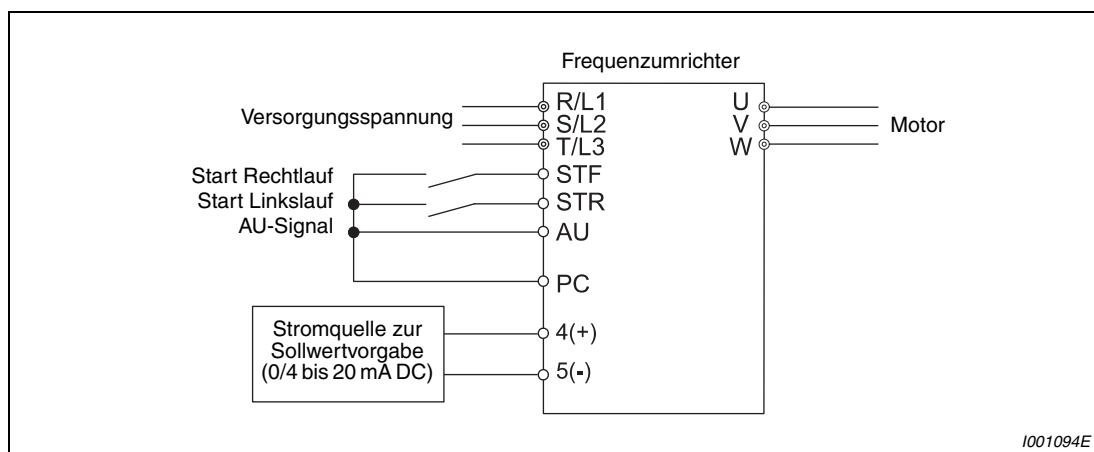 Frequenzumrichter
Versorgungsspannung
R/L1
S/L2
T/L3
U
V
W
Motor
Start Rechtlauf
STF
Start Linkslauf
STR
AU-Signal
AU
PC
Stromquelle zur
Sollwertvorgabe
(0/4 bis 20 mA DC)
4(+)
5(-)
I001094E